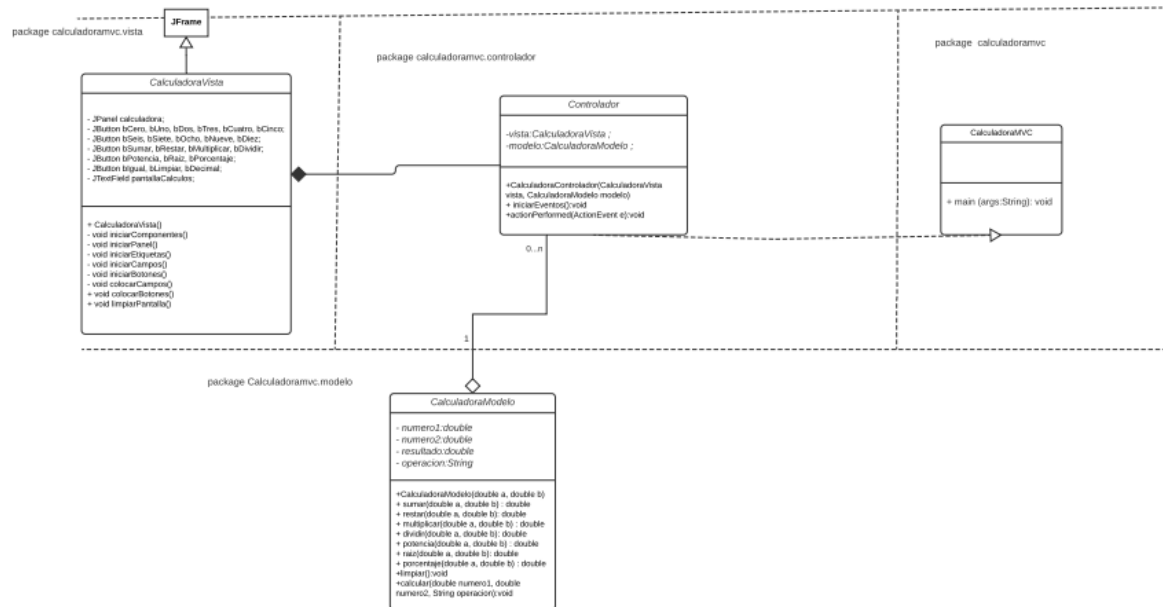 JFrame
package calculadoramvc.vista
package calculadoramvc.controlador
package calculadoramvc
CalculadoraVista
- JPanel calculadora;
- JButton bCero, bUno, bDos, bTres, bCuatro, bCinco;
- JButton bSeis, bSiete, bOcho, bNueve, bDiez;
- JButton bSumar, bRestar, bMultiplicar, bDividir;
- JButton bPotencia, bRaiz, bPorcentaje;
- JButton bIgual, bLimpiar, bDecimal;
- JTextField pantallaCalculos;
+ CalculadoraVista()
- void iniciarComponentes()
- void iniciarPanel()
- void iniciarEtiquetas()
- void iniciarCampos()
- void iniciarBotones()
- void colocarCampos()
+ void colocarBotones()
+ void limpiarPantalla()
Controlador
-vista:CalculadoraVista ;
-modelo:CalculadoraModelo ;
+CalculadoraControlador(CalculadoraVista
vista, CalculadoraModelo modelo)
+ iniciarEventos():void
+actionPerformed(ActionEvent e):void
CalculadoraMVC
+ main (args:String): void
0...n
1
package Calculadoramvc.modelo
CalculadoraModelo
- numero1:double
- numero2:double
- resultado:double
- operacion:String
+CalculadoraModelo(double a, double b)
+ sumar(double a, double b) : double
+ restar(double a, double b): double
+ multiplicar(double a, double b) : double
+ dividir(double a, double b): double
+ potencia(double a, double b) : double
+ raiz(double a, double b): double
+ porcentaje(double a, double b) : double
+limpiar():void
+calcular(double numero1, double
numero2, String operacion):void